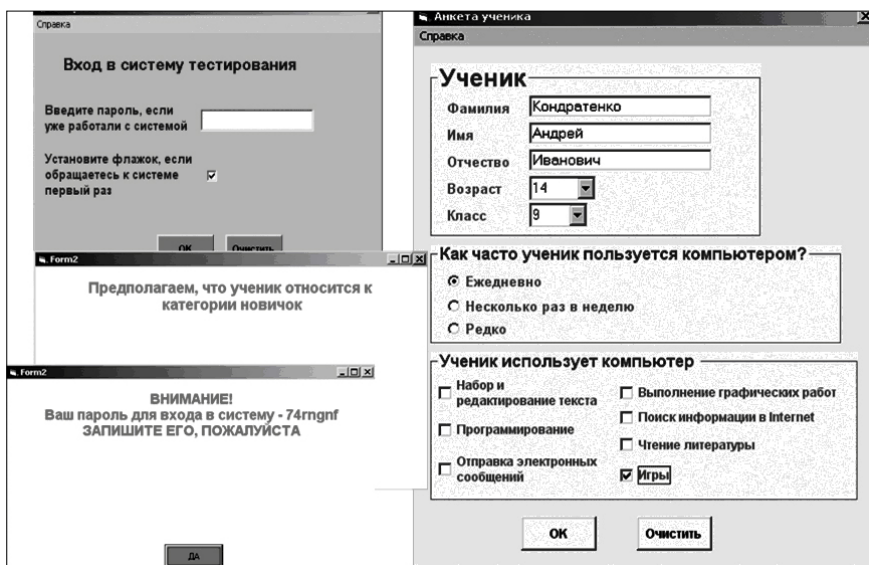 Справка
Вход в систему тестирования
Введите пароль, если
уже работали с системой
Установите флажок, если
обращаетесь к системе
первый раз
ОК
Очистить
Form2
Предполагаем, что ученик относится к
категории новичок
Form2
ВНИМАНИЕ!
Ваш пароль для входа в систему - 74rngnf
ЗАПИШИТЕ ЕГО, ПОЖАЛУЙСТА
ДА
Анкета ученика
Справка
Ученик
Фамилия Кондратенко
Имя Андрей
Отчество Иванович
Возраст 14
Класс 9
Как часто ученик пользуется компьютером?
Ежедневно
Несколько раз в неделю
Редко
Ученик использует компьютер
Набор и
редактирование текста
Программирование
Отправка электронных
сообщений
Выполнение графических работ
Поиск информации в Internet
Чтение литературы
Игры
ОК
Очистить